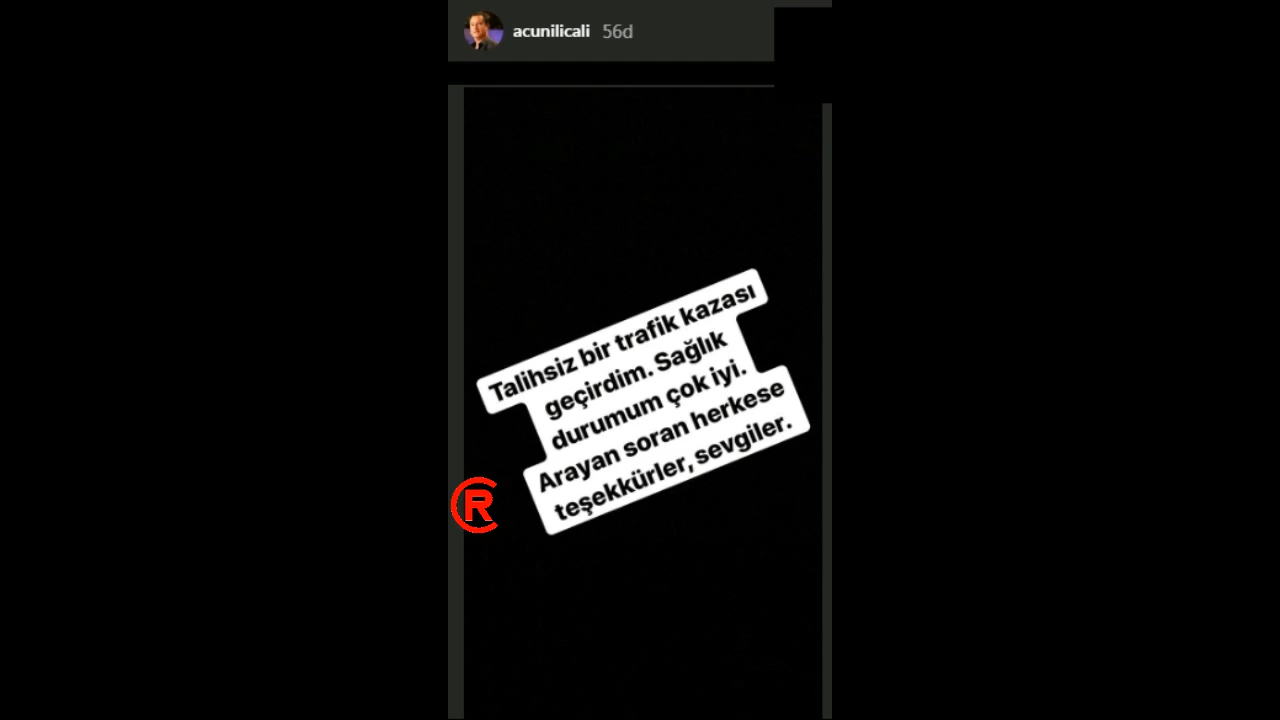 acunilicali 56d
Talihsiz bir trafik kazası
geçirdim. Sağlık
durumum çok iyi.
Arayan soran herkese
teşekkürler, sevgiler.
R